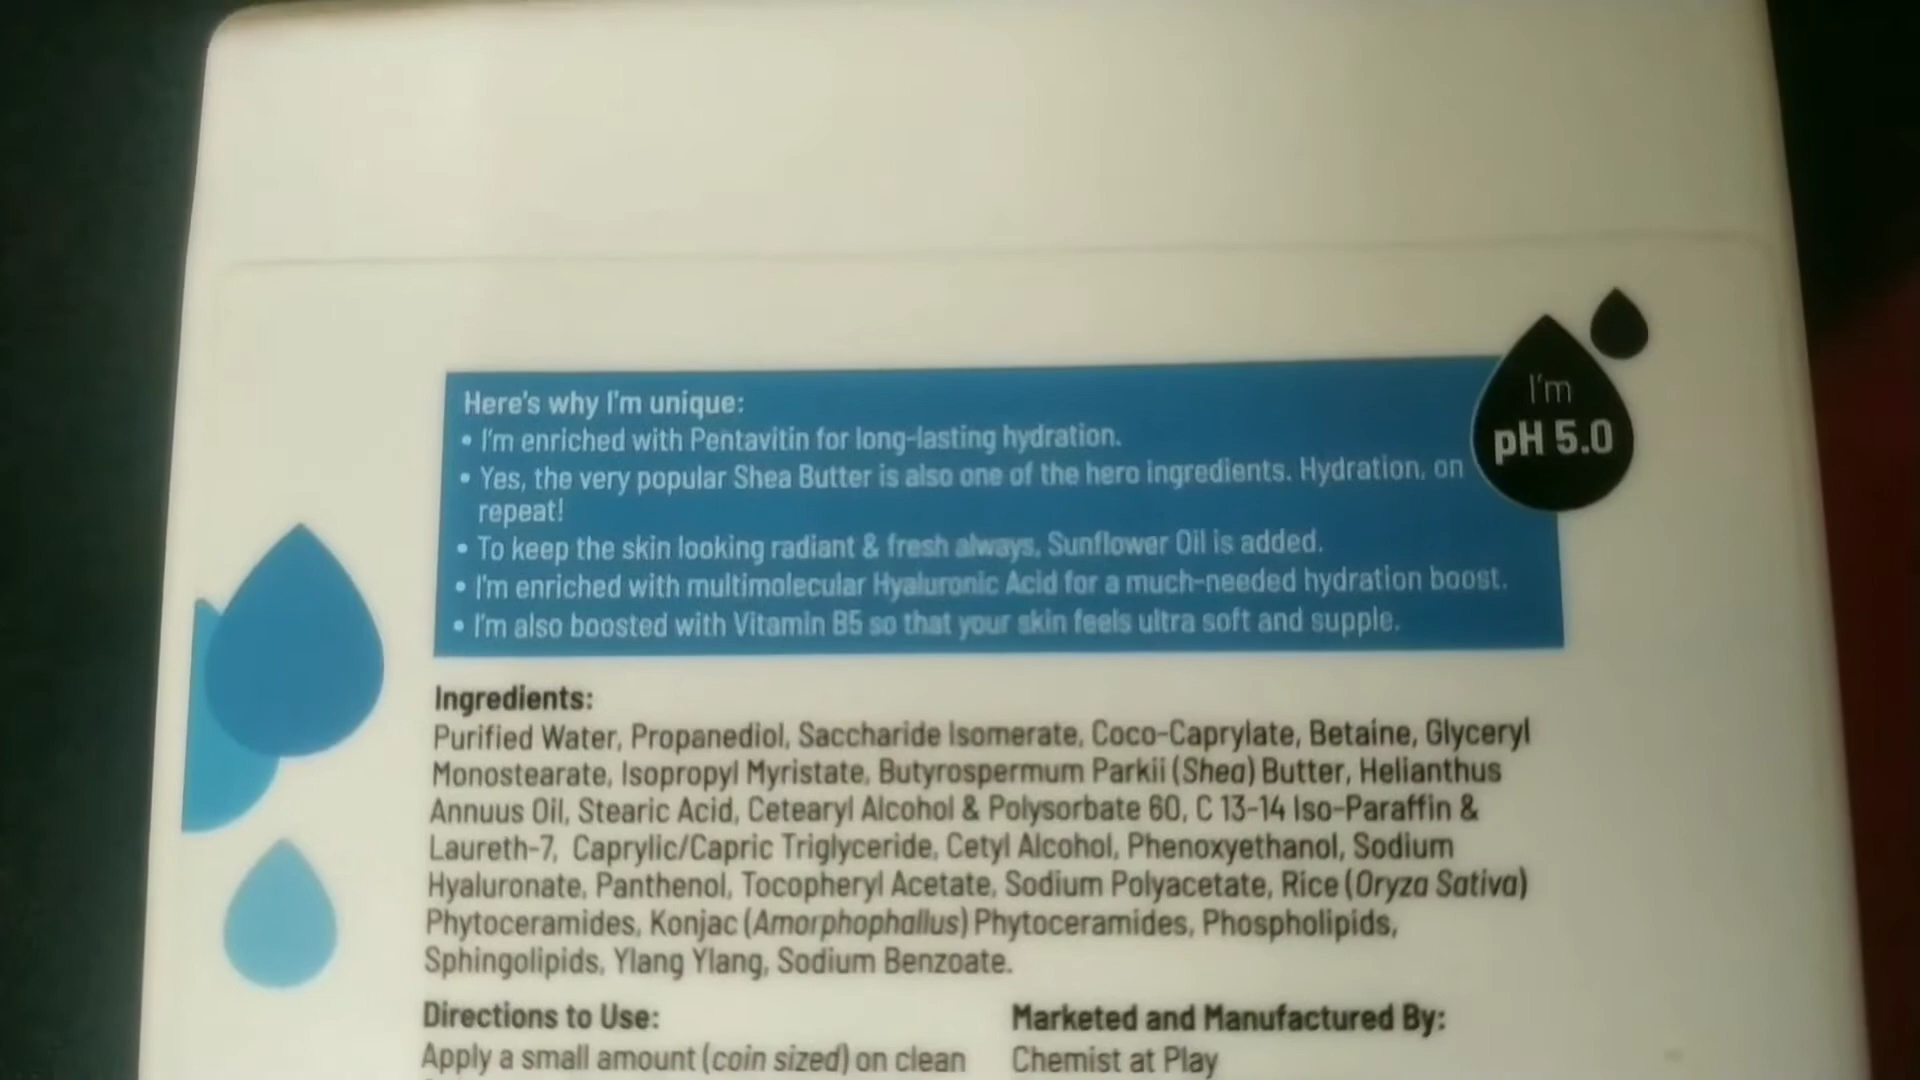 Here's why I'm unique:
• I'm enriched with Pentavitin for long-lasting hydration.
• Yes, the very popular Shea Butter is also one of the hero ingredients. Hydration, on
repeat!
• To keep the skin looking radiant & fresh always, Sunflower Oil is added.
• I'm enriched with multimolecular Hyaluronic Acid for a much-needed hydration boost.
• I'm also boosted with Vitamin B5 so that your skin feels ultra soft and supple.
I'm
pH 5.0
Ingredients:
Purified Water, Propanediol, Saccharide Isomerate, Coco-Caprylate, Betaine, Glyceryl
Monostearate, Isopropyl Myristate, Butyrospermum Parkii (Shea) Butter, Helianthus
Annuus Oil, Stearic Acid, Cetearyl Alcohol & Polysorbate 60, C 13-14 Iso-Paraffin &
Laureth-7, Caprylic/Capric Triglyceride, Cetyl Alcohol, Phenoxyethanol, Sodium
Hyaluronate, Panthenol, Tocopheryl Acetate, Sodium Polyacetate, Rice (Oryza Sativa)
Phytoceramides, Konjac (Amorphophallus) Phytoceramides, Phospholipids,
Sphingolipids, Ylang Ylang, Sodium Benzoate.
Directions to Use:
Apply a small amount (coin sized) on clean
Marketed and Manufactured By:
Chemist at Play